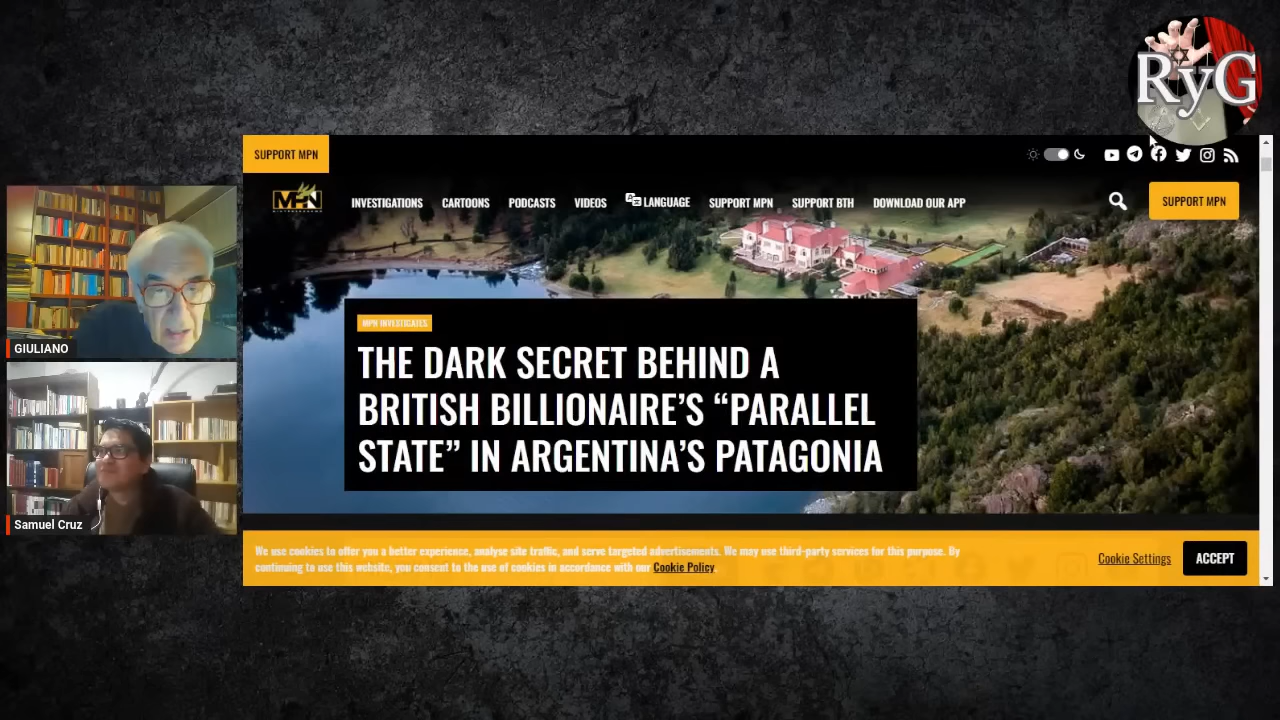 RyG
SUPPORT MPN
MPN
INVESTIGATIONS CARTOONS PODCASTS VIDEOS LANGUAGE SUPPORT MPN SUPPORT BTH DOWNLOAD OUR APP
SUPPORT MPN
MPN INVESTIGATES
THE DARK SECRET BEHIND A
BRITISH BILLIONAIRE'S “PARALLEL
STATE” IN ARGENTINA'S PATAGONIA
GIULIANO
Samuel Cruz
We use cookies to offer you a better experience, analyse site traffic, and serve targeted advertisements. We may use third-party services for this purpose. By
continuing to use this website, you consent to the use of cookies in accordance with our Cookie Policy.
Cookie Settings
ACCEPT